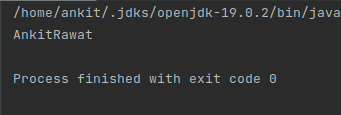 /home/ankit/.jdks/openjdk-19.0.2/bin/java
AnkitRawat
Process finished with exit code 0